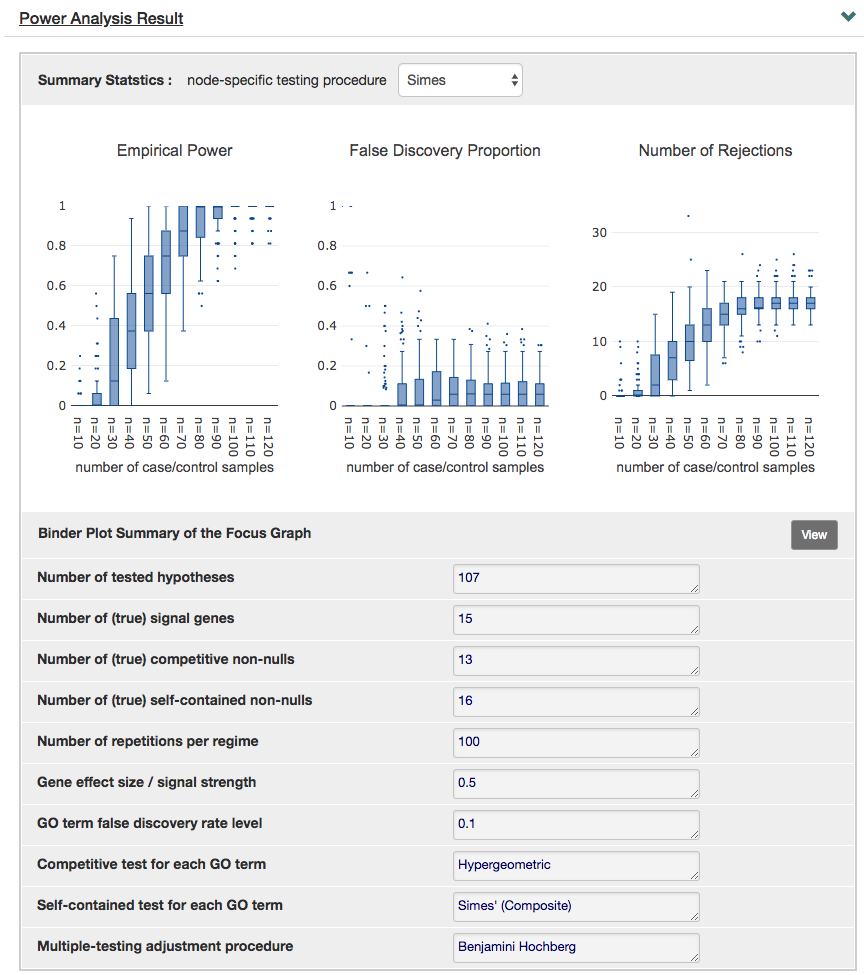 Power Analysis Result
Summary Statstics : node-specific testing procedure Simes
Empirical Power False Discovery Proportion Number of Rejections
1
0.8
0.6
0.4
0.2
0
n=10 n=20 n=30 n=40 n=50 n=60 n=70 n=80 n=90 n=100 n=110 n=120
number of case/control samples
1
0.8
0.6
0.4
0.2
0
n=10 n=20 n=30 n=40 n=50 n=60 n=70 n=80 n=90 n=100 n=110 n=120
number of case/control samples
30
20
10
0
n=10 n=20 n=30 n=40 n=50 n=60 n=70 n=80 n=90 n=100 n=110 n=120
number of case/control samples
Binder Plot Summary of the Focus Graph View
Number of tested hypotheses 107
Number of (true) signal genes 15
Number of (true) competitive non-nulls 13
Number of (true) self-contained non-nulls 16
Number of repetitions per regime 100
Gene effect size / signal strength 0.5
GO term false discovery rate level 0.1
Competitive test for each GO term Hypergeometric
Self-contained test for each GO term Simes' (Composite)
Multiple-testing adjustment procedure Benjamini Hochberg